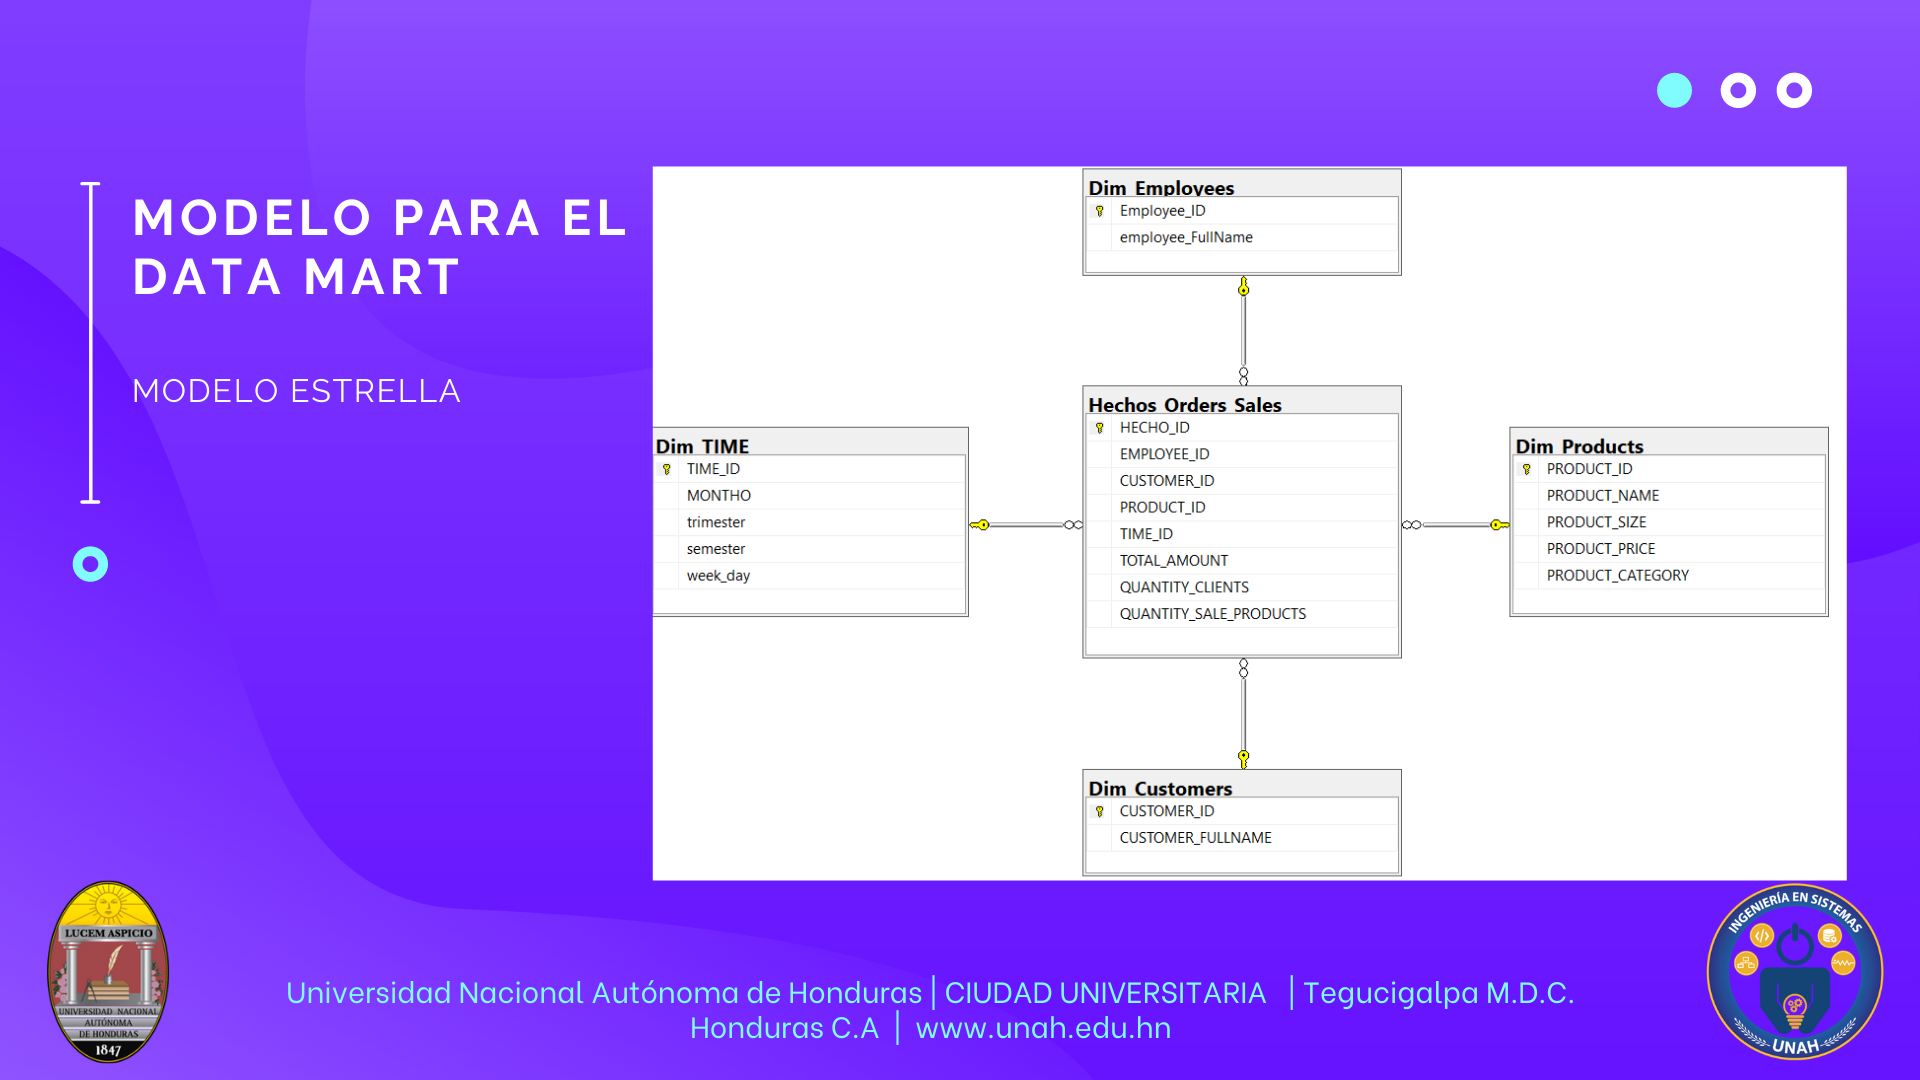 MODELO PARA EL
DATA MART
MODELO ESTRELLA
Dim_Employees
Employee_ID
employee_FullName
Hechos_Orders_Sales
HECHO_ID
EMPLOYEE_ID
CUSTOMER_ID
PRODUCT_ID
TIME_ID
TOTAL_AMOUNT
QUANTITY_CLIENTS
QUANTITY_SALE_PRODUCTS
Dim_TIME
TIME_ID
MONTHO
trimester
semester
week_day
Dim_Products
PRODUCT_ID
PRODUCT_NAME
PRODUCT_SIZE
PRODUCT_PRICE
PRODUCT_CATEGORY
Dim_Customers
CUSTOMER_ID
CUSTOMER_FULLNAME
LUCEM ASPICIO
UNIVERSIDAD NACIONAL
AUTÓNOMA
DE HONDURAS
1847
Universidad Nacional Autónoma de Honduras | CIUDAD UNIVERSITARIA | Tegucigalpa M.D.C.
Honduras C.A | www.unah.edu.hn
INGENIERÍA EN SISTEMAS
UNAH